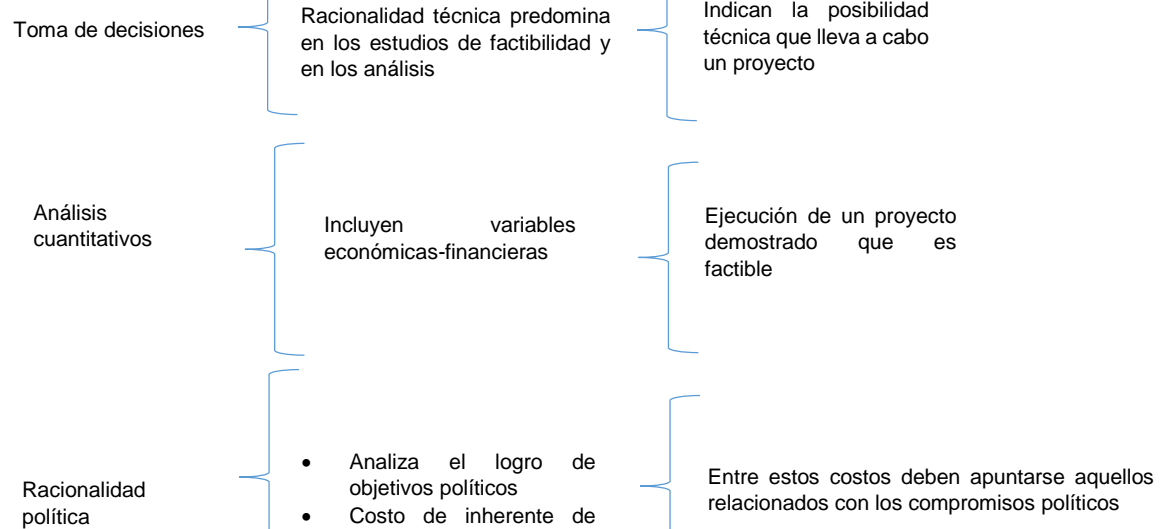 Toma de decisiones
Racionalidad técnica predomina
en los estudios de factibilidad y
en los análisis
Indican la posibilidad
técnica que lleva a cabo
un proyecto
Análisis
cuantitativos
Incluyen variables
económicas-financieras
Ejecución de un proyecto
demostrado que es
factible
Racionalidad
política
• Analiza el logro de
objetivos políticos
• Costo de inherente de
Entre estos costos deben apuntarse aquellos
relacionados con los compromisos políticos